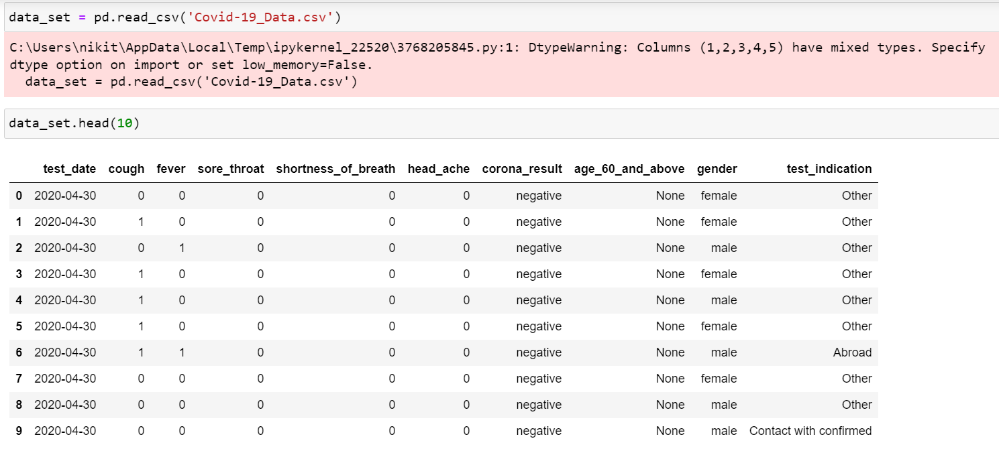 data_set = pd.read_csv('Covid-19_Data.csv')
C:\Users\nikit\AppData\Local\Temp\ipykernel_22520\3768205845.py:1: DtypeWarning: Columns (1,2,3,4,5) have mixed types. Specify
dtype option on import or set low_memory=False.
  data_set = pd.read_csv('Covid-19_Data.csv')
data_set.head(10)
test_date cough fever sore_throat shortness_of_breath head_ache corona_result age_60_and_above gender test_indication
0 2020-04-30 0 0 0 0 0 negative None female Other
1 2020-04-30 1 0 0 0 0 negative None female Other
2 2020-04-30 0 1 0 0 0 negative None male Other
3 2020-04-30 1 0 0 0 0 negative None female Other
4 2020-04-30 1 0 0 0 0 negative None male Other
5 2020-04-30 1 0 0 0 0 negative None female Other
6 2020-04-30 1 1 0 0 0 negative None male Abroad
7 2020-04-30 0 0 0 0 0 negative None female Other
8 2020-04-30 0 0 0 0 0 negative None male Other
9 2020-04-30 0 0 0 0 0 negative None male Contact with confirmed